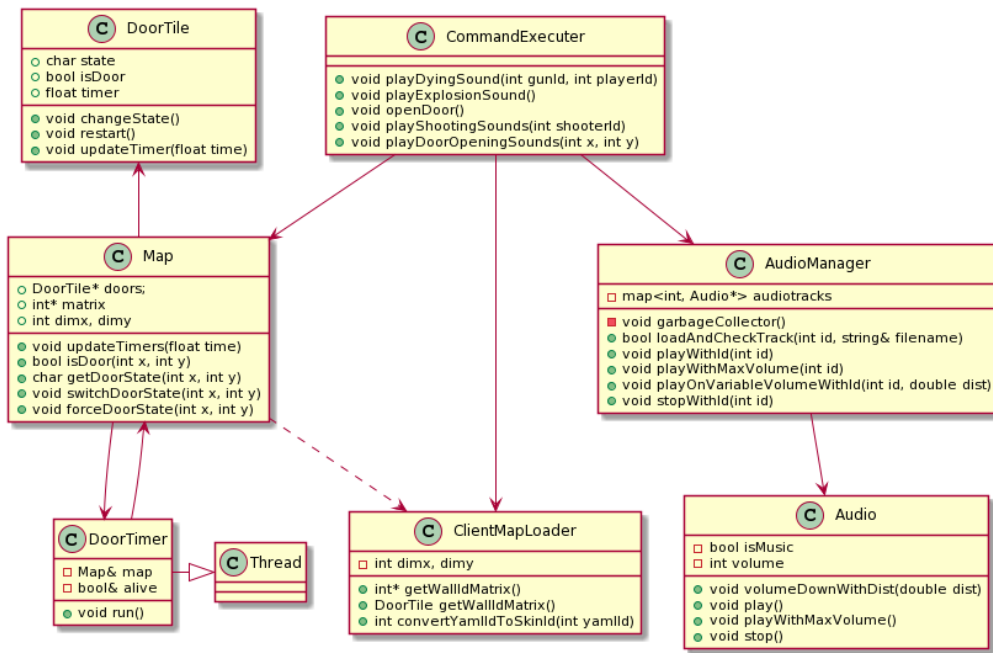 C DoorTile
char state
bool isDoor
float timer
void changeState()
void restart()
void updateTimer(float time)
C CommandExecuter
void playDyingSound(int gunId, int playerId)
void playExplosionSound()
void openDoor()
void playShootingSounds(int shooterId)
void playDoorOpeningSounds(int x, int y)
C Map
DoorTile* doors;
int* matrix
int dimx, dimy
void updateTimers(float time)
bool isDoor(int x, int y)
char getDoorState(int x, int y)
void switchDoorState(int x, int y)
void forceDoorState(int x, int y)
C AudioManager
map<int, Audio*> audiotracks
void garbageCollector()
bool loadAndCheckTrack(int id, string& filename)
void playWithId(int id)
void playWithMaxVolume(int id)
void playOnVariableVolumeWithId(int id, double dist)
void stopWithId(int id)
C DoorTimer
Map& map
bool& alive
void run()
C Thread
C ClientMapLoader
int dimx, dimy
int* getWallIdMatrix()
DoorTile getWallIdMatrix()
int convertYamlIdToSkinId(int yamlId)
C Audio
bool isMusic
int volume
void volumeDownWithDist(double dist)
void play()
void playWithMaxVolume()
void stop()